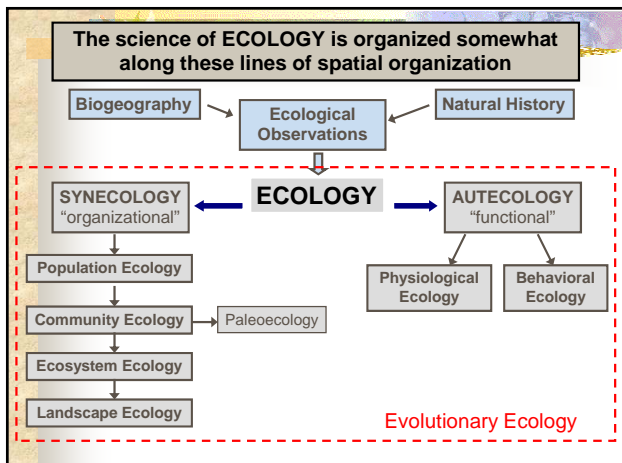 The science of ECOLOGY is organized somewhat
along these lines of spatial organization
Biogeography
Ecological
Observations
Natural History
ECOLOGY
SYNECOLOGY
“organizational”
AUTECOLOGY
“functional”
Population Ecology
Physiological
Ecology
Behavioral
Ecology
Community Ecology
Paleoecology
Ecosystem Ecology
Landscape Ecology
Evolutionary Ecology